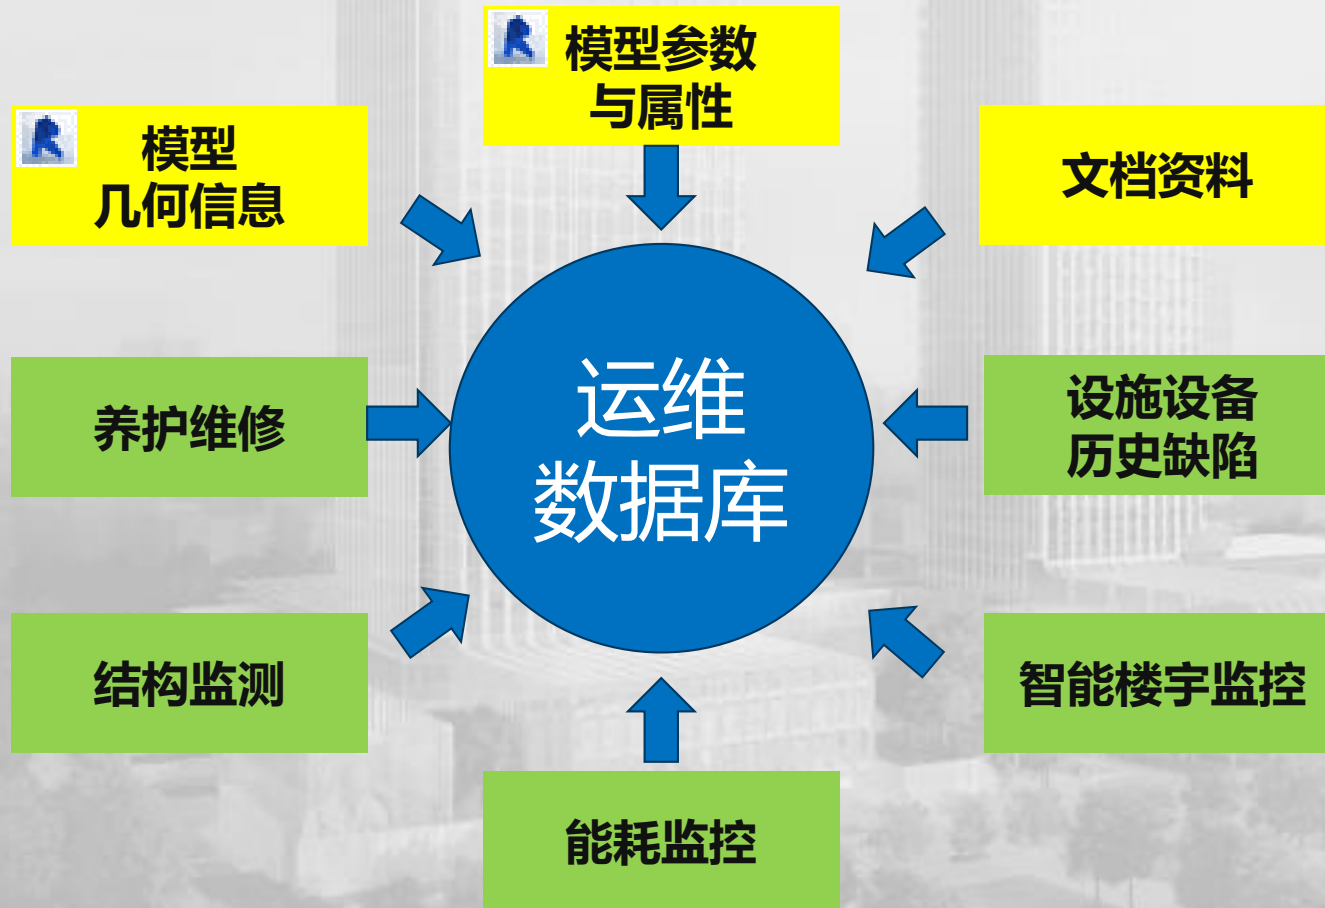 模型参数
与属性
模型
几何信息
文档资料
运维
数据库
养护维修
设施设备
历史缺陷
结构监测
智能楼宇监控
能耗监控